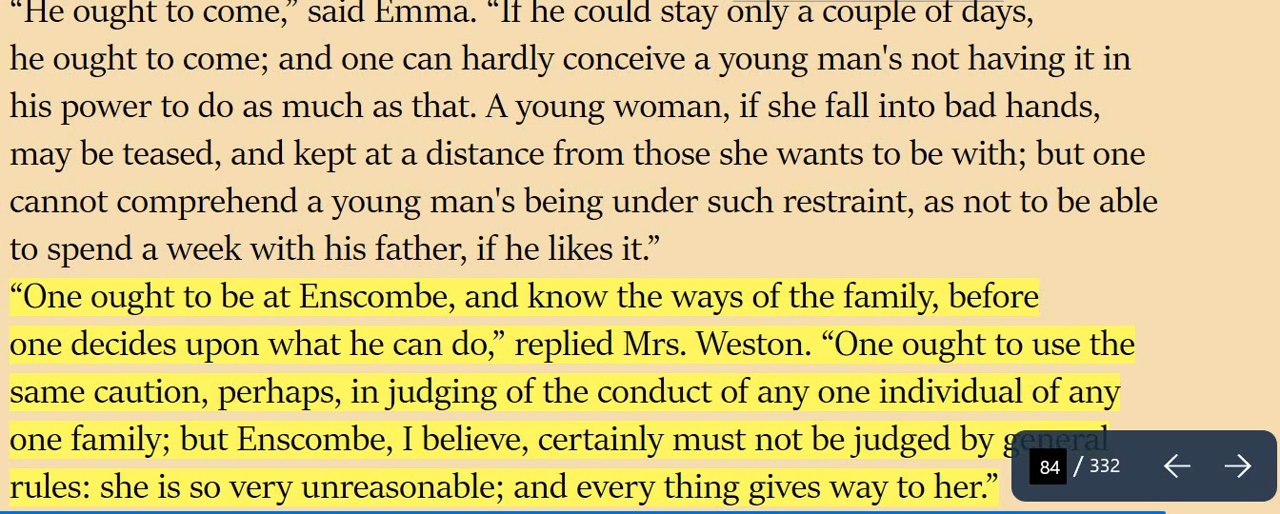 “He ought to come,” said Emma. “If he could stay only a couple of days,
he ought to come; and one can hardly conceive a young man's not having it in
his power to do as much as that. A young woman, if she fall into bad hands,
may be teased, and kept at a distance from those she wants to be with; but one
cannot comprehend a young man's being under such restraint, as not to be able
to spend a week with his father, if he likes it.”
“One ought to be at Enscombe, and know the ways of the family, before
one decides upon what he can do,” replied Mrs. Weston. “One ought to use the
same caution, perhaps, in judging of the conduct of any one individual of any
one family; but Enscombe, I believe, certainly must not be judged by general
rules: she is so very unreasonable; and every thing gives way to her.”
84 / 332